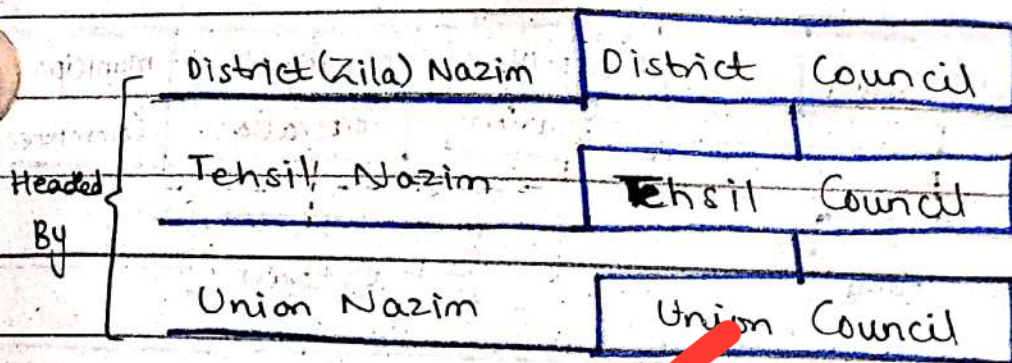 District (Zila) Nazim District Council
Headed Tehsil Nazim Tehsil Council
By
Union Nazim Union Council